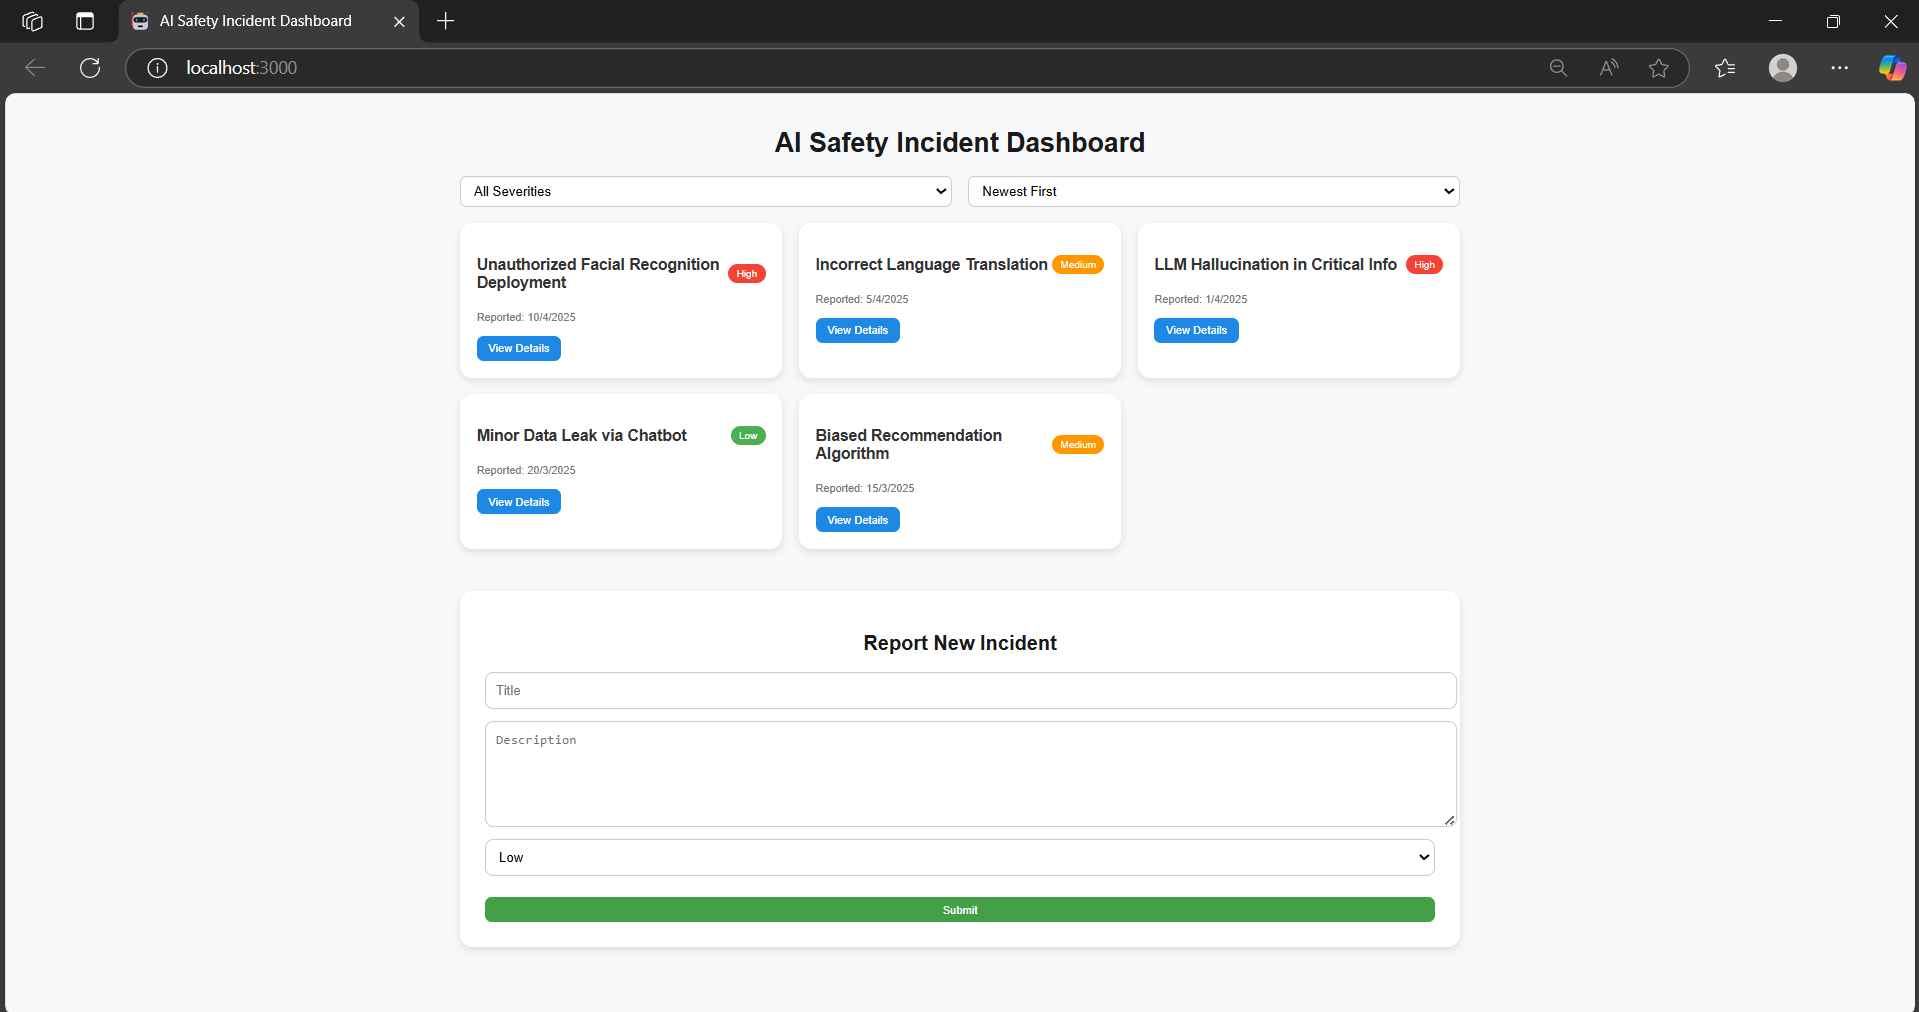 AI Safety Incident Dashboard
localhost:3000
AI Safety Incident Dashboard
All Severities
Newest First
Unauthorized Facial Recognition
Deployment
High
Reported: 10/4/2025
View Details
Incorrect Language Translation
Medium
Reported: 5/4/2025
View Details
LLM Hallucination in Critical Info
High
Reported: 1/4/2025
View Details
Minor Data Leak via Chatbot
Low
Reported: 20/3/2025
View Details
Biased Recommendation
Algorithm
Medium
Reported: 15/3/2025
View Details
Report New Incident
Title
Description
Low
Submit